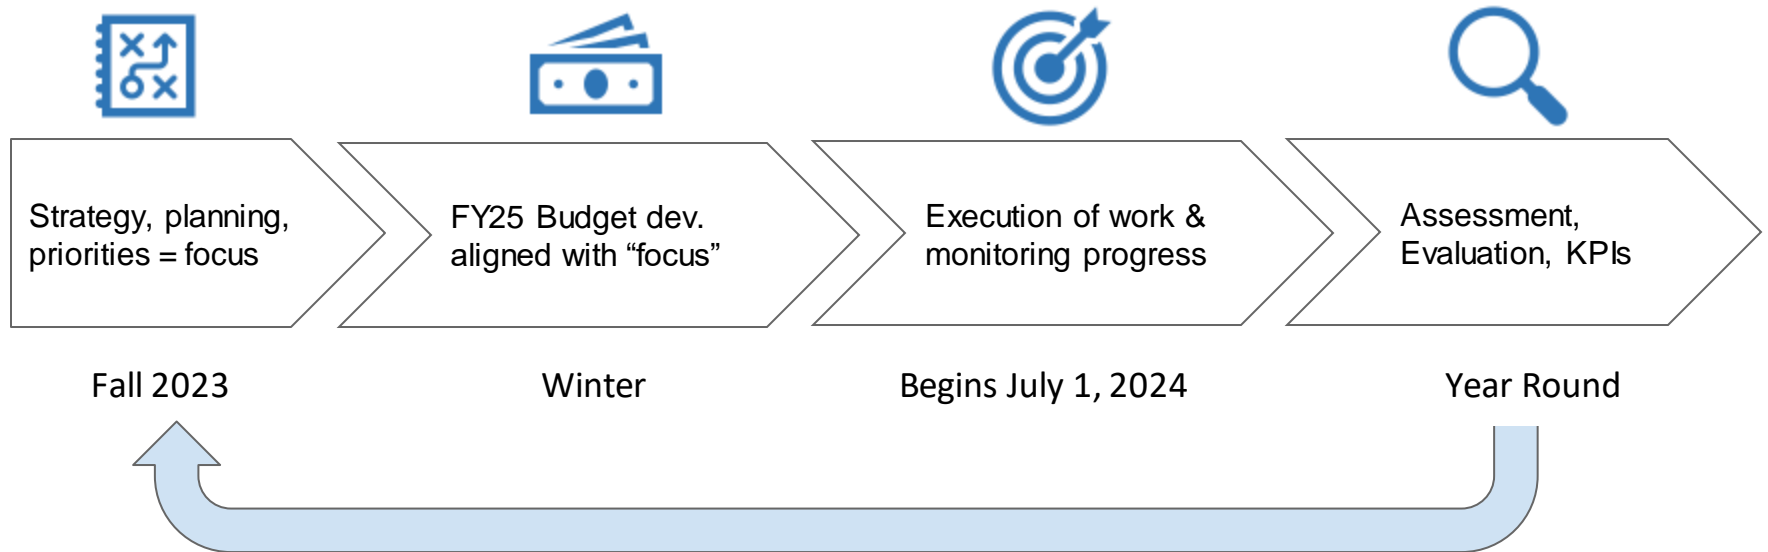 Strategy, planning,
priorities = focus
FY25 Budget dev.
aligned with “focus”
Execution of work &
monitoring progress
Assessment,
Evaluation, KPIs
Fall 2023
Winter
Begins July 1, 2024
Year Round